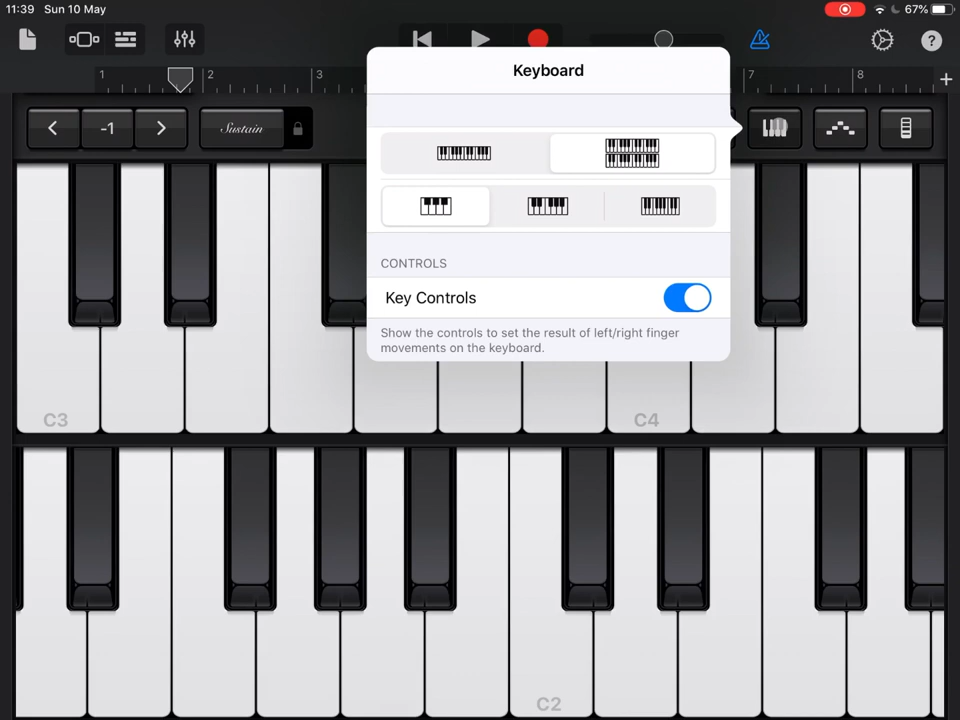 11:39 Sun 10 May
67%
Keyboard
1 2 3 7 8
-1 Sustain
CONTROLS
Key Controls
Show the controls to set the result of left/right finger
movements on the keyboard.
C3 C4
C2